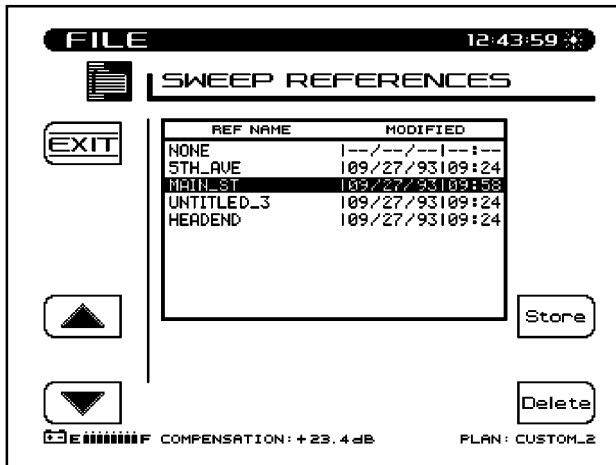 FILE 12:43:59
SWEEP REFERENCES
EXIT
REF NAME MODIFIED
NONE |--/--/--|--:--
5TH_AVE |09/27/93|09:24
MAIN_ST |09/27/93|09:58
UNTITLED_3 |09/27/93|09:24
HEADEND |09/27/93|09:24
Store
Delete
E F COMPENSATION: +23.4dB PLAN: CUSTOM_2